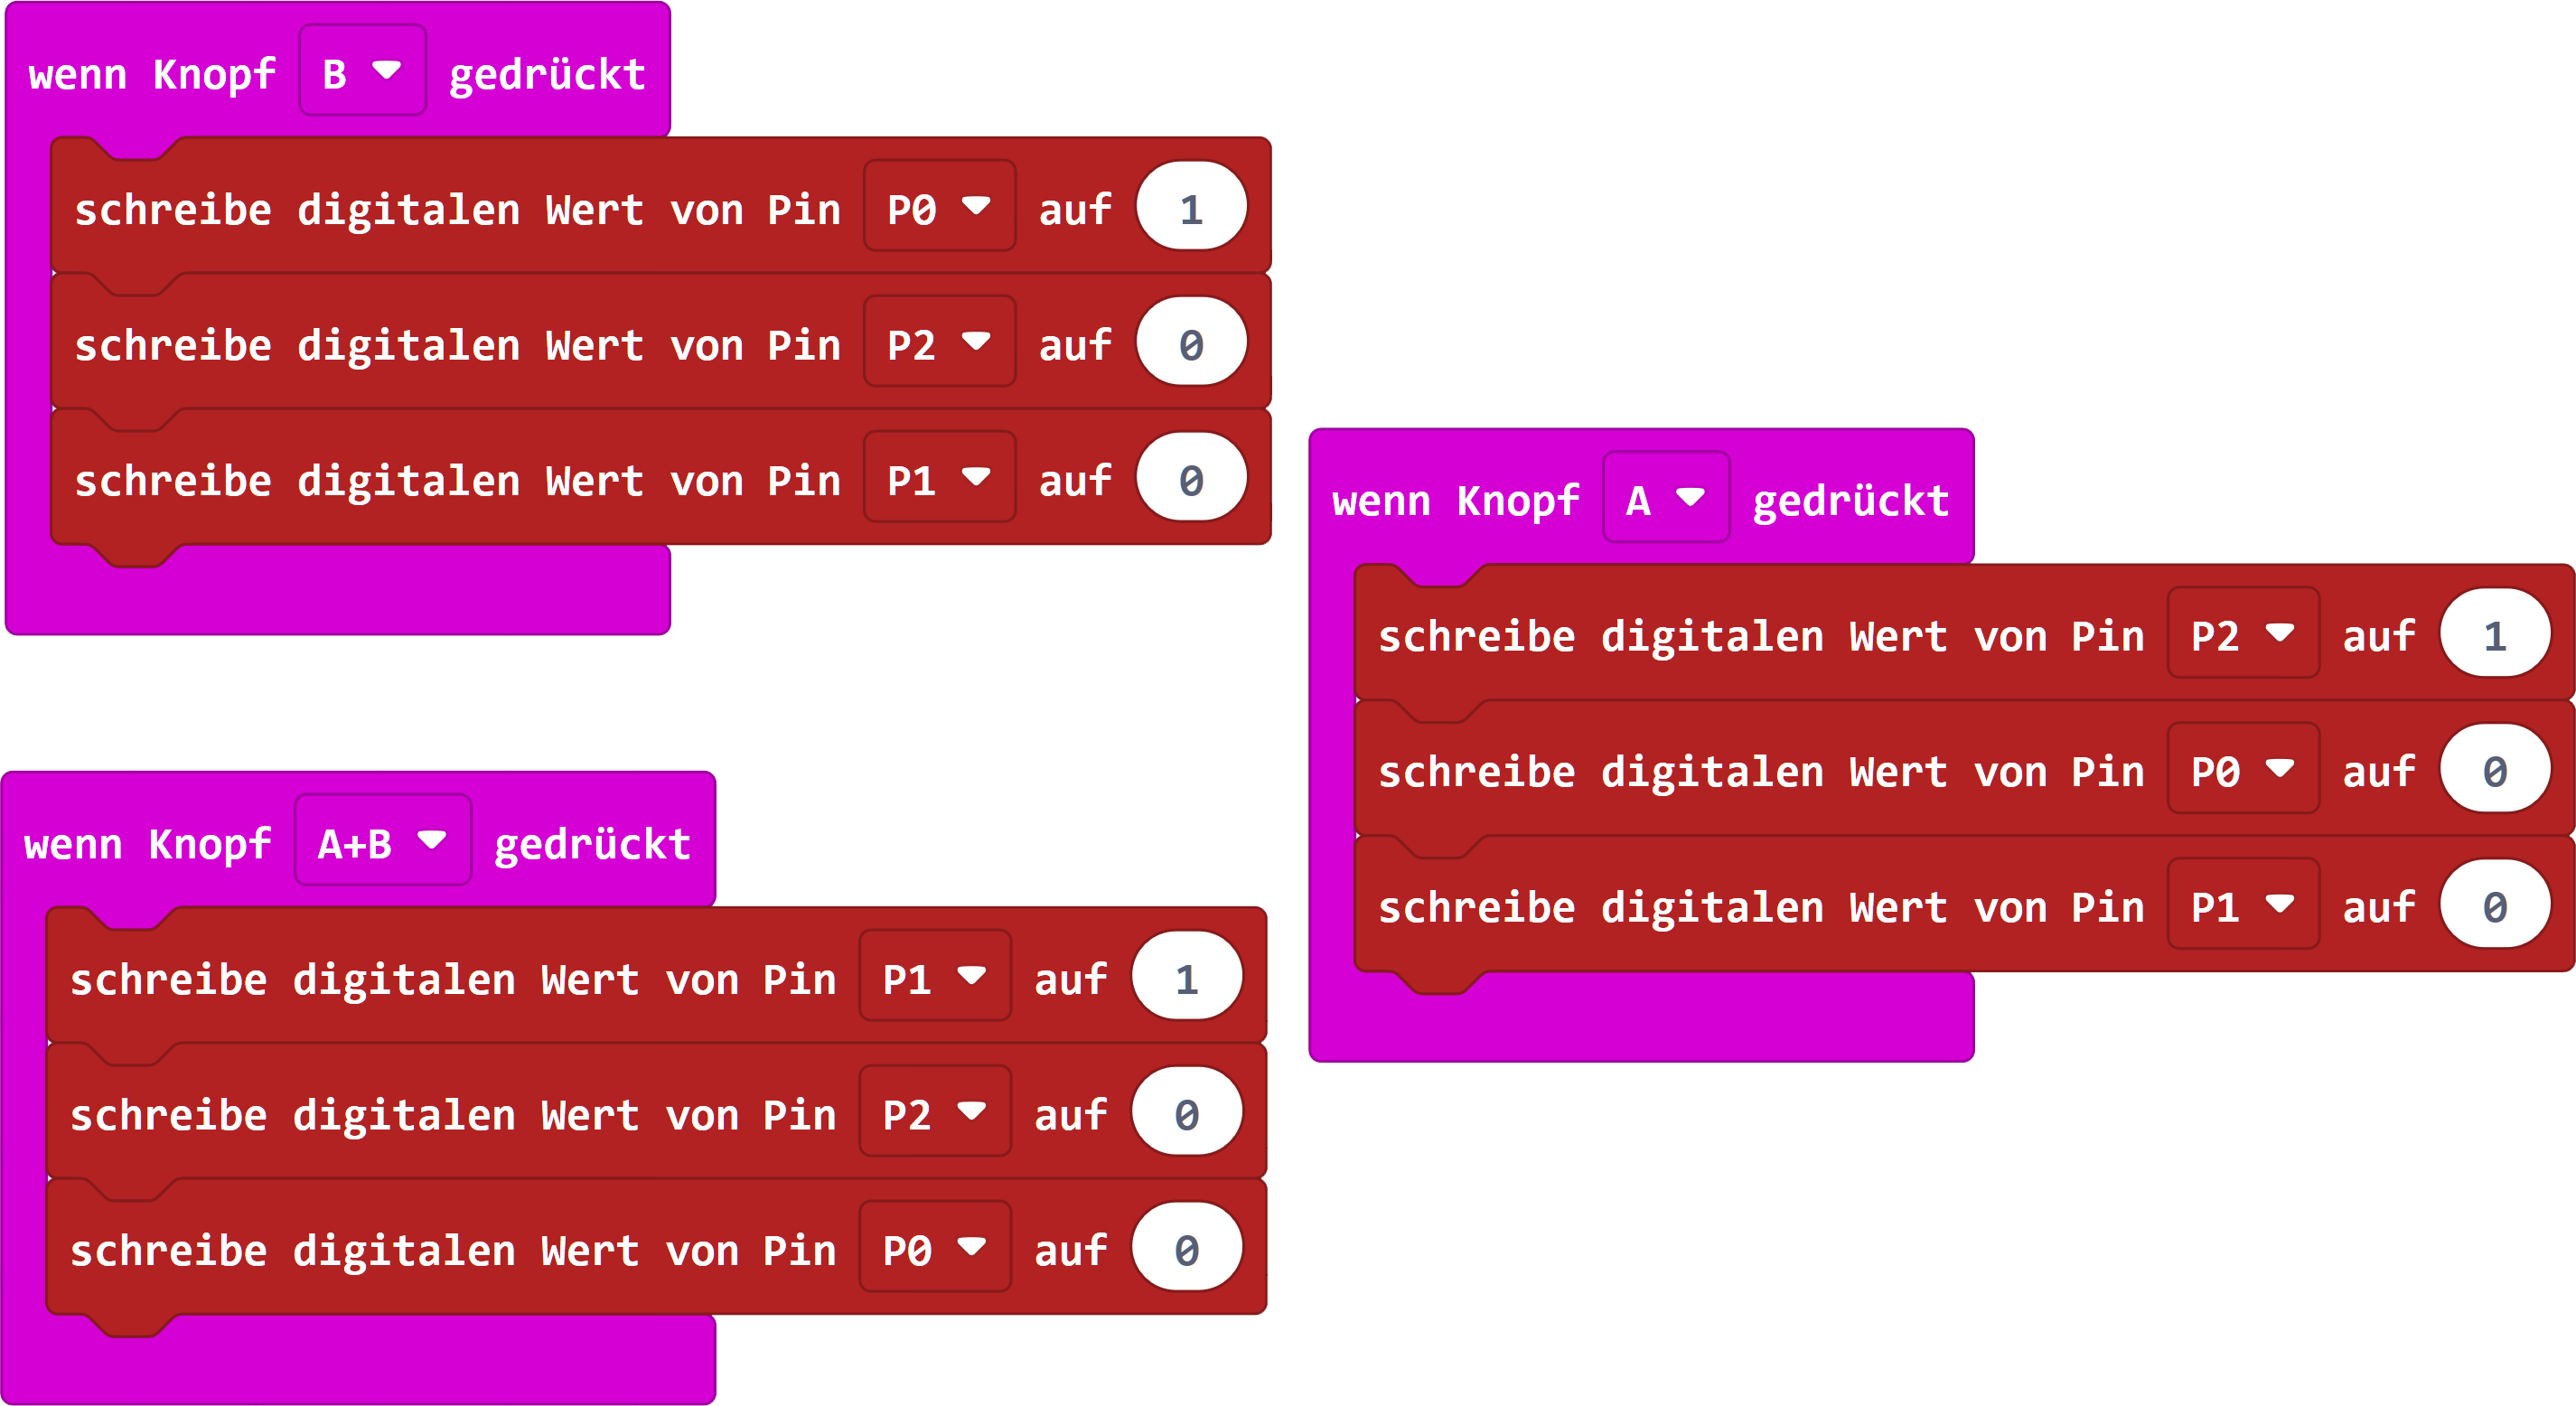 wenn Knopf B gedrückt
schreibe digitalen Wert von Pin P0 auf 1
schreibe digitalen Wert von Pin P2 auf 0
schreibe digitalen Wert von Pin P1 auf 0
wenn Knopf A gedrückt
schreibe digitalen Wert von Pin P2 auf 1
schreibe digitalen Wert von Pin P0 auf 0
schreibe digitalen Wert von Pin P1 auf 0
wenn Knopf A+B gedrückt
schreibe digitalen Wert von Pin P1 auf 1
schreibe digitalen Wert von Pin P2 auf 0
schreibe digitalen Wert von Pin P0 auf 0